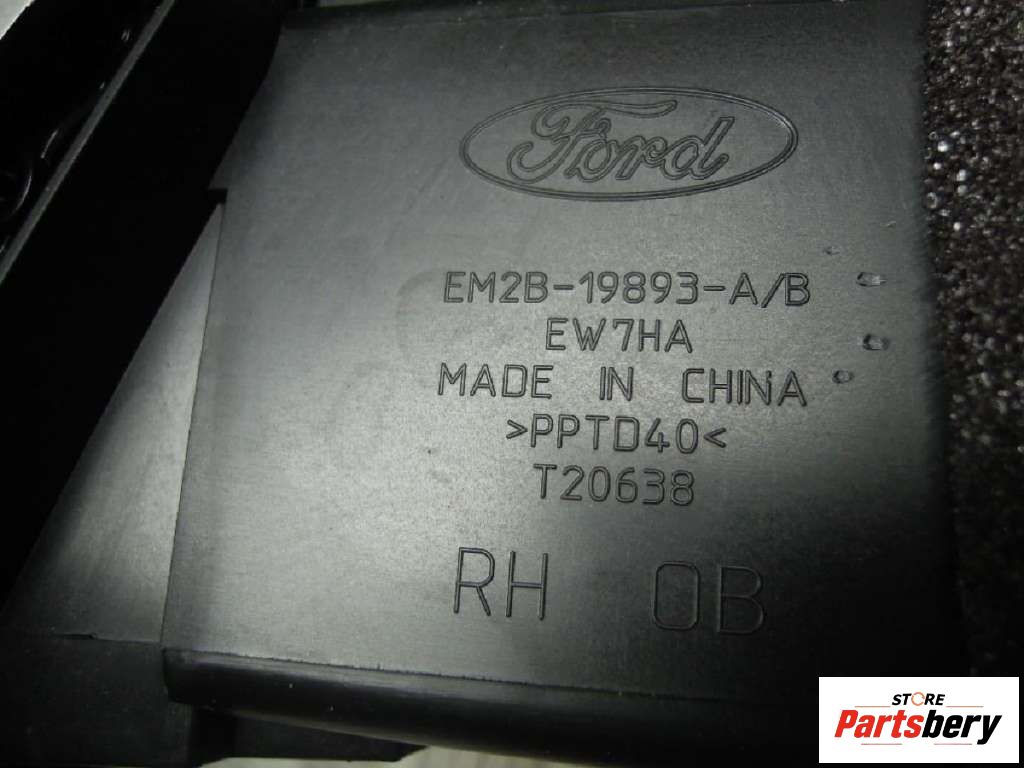 Ford
EM2B-19893-A/B
EW7HA
MADE IN CHINA
>PPTD40<
T20638
RH 0B
STORE
Partsbery